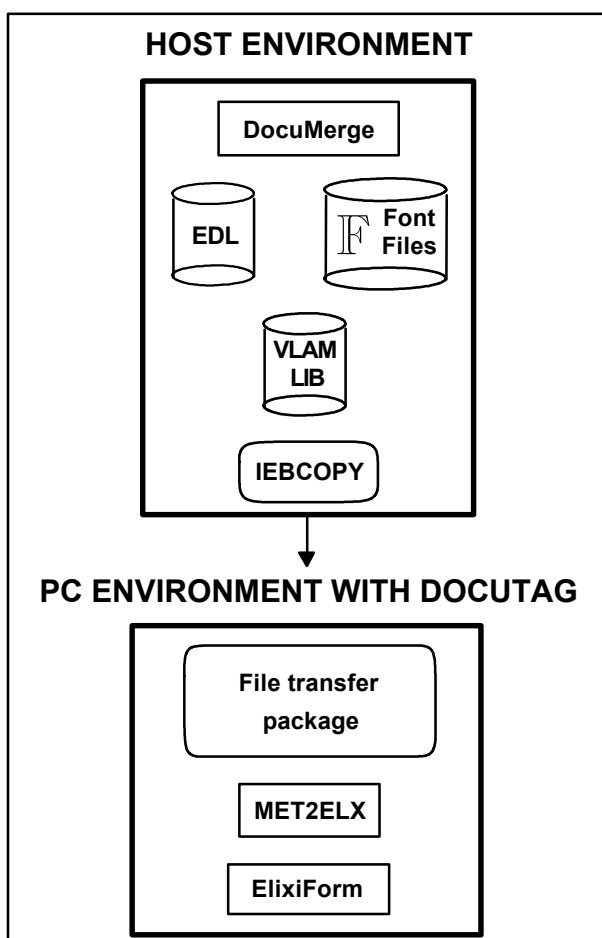 HOST ENVIRONMENT
DocuMerge
EDL
𝔽 Font
Files
VLAM
LIB
IEBCOPY
PC ENVIRONMENT WITH DOCUTAG
File transfer
package
MET2ELX
ElixiForm